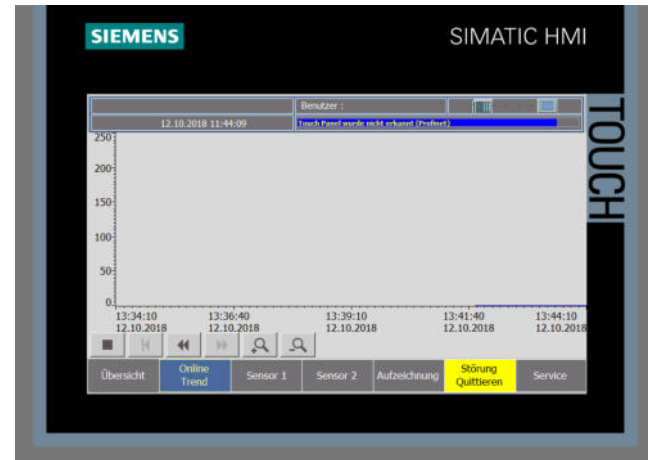 SIEMENS
SIMATIC HMI
TOUCH
Benutzer :
12.10.2018 11:44:09
Touch Panel wurde nicht erkannt (Profinet)
250
200
150
100
50
0
13:34:10 13:36:40 13:39:10 13:41:40 13:44:10
12.10.2018 12.10.2018 12.10.2018 12.10.2018 12.10.2018
Übersicht
Online
Trend
Sensor 1
Sensor 2
Aufzeichnung
Störung
Quittieren
Service